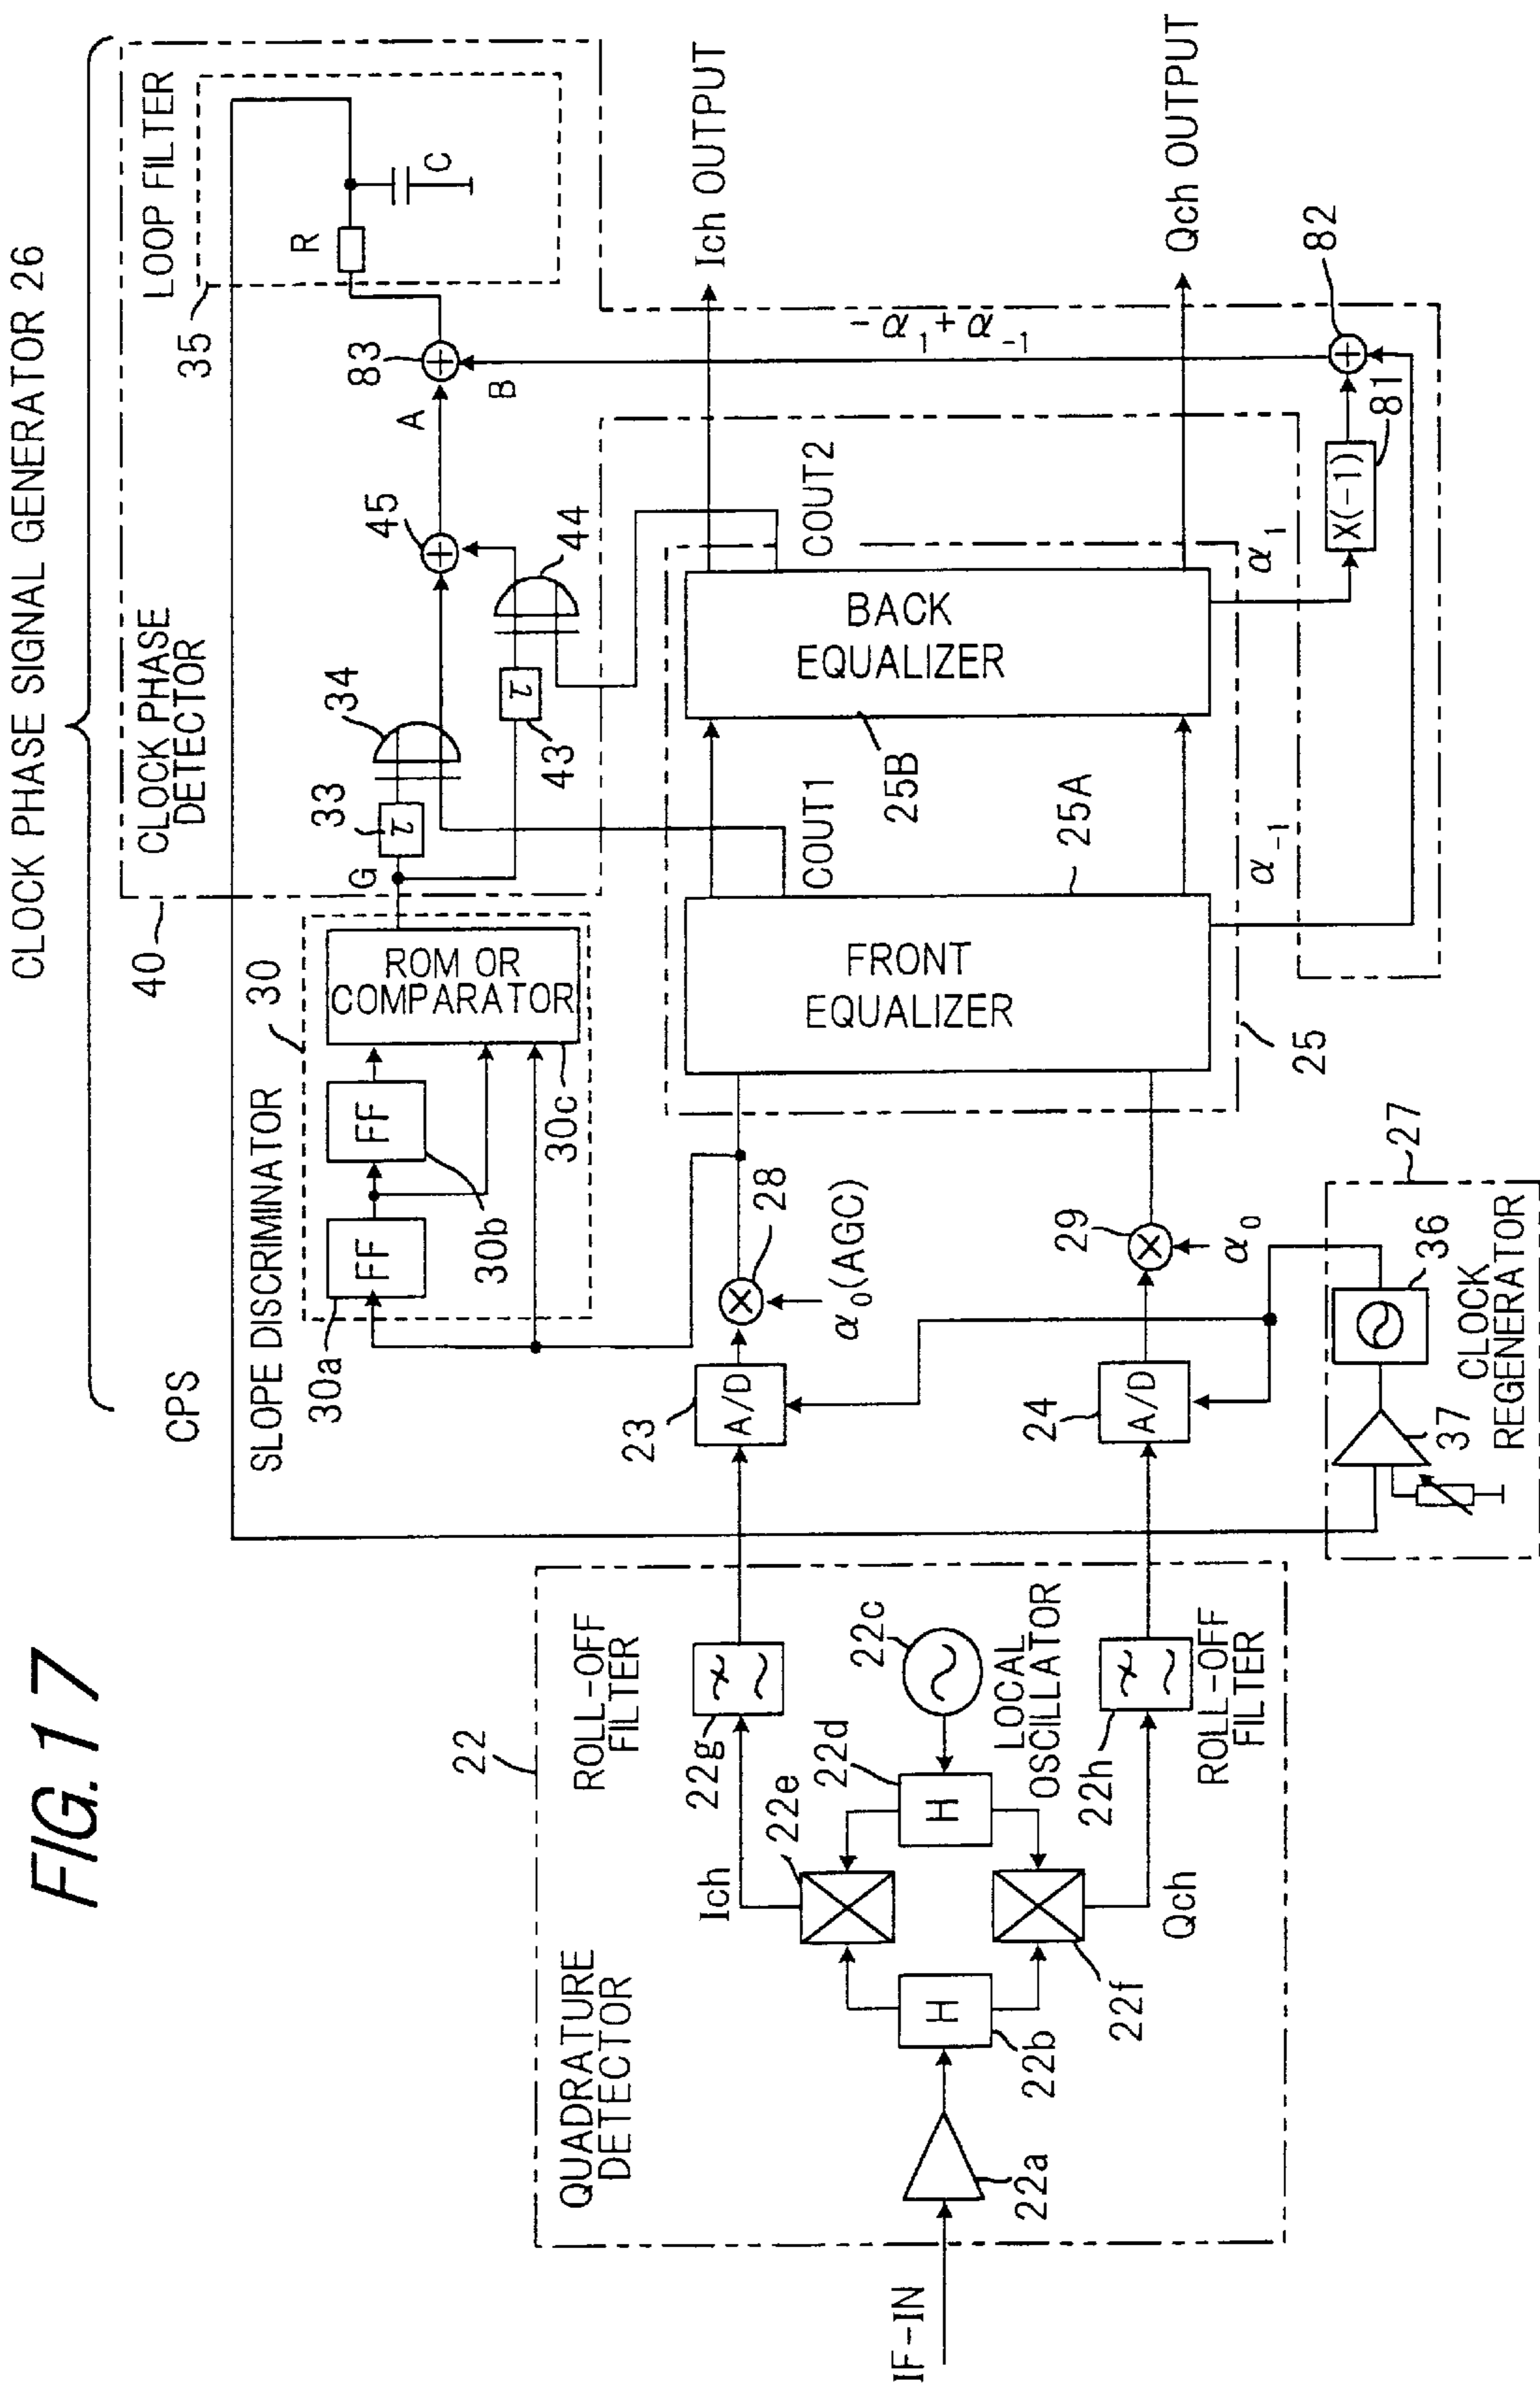 FIG. 17
CLOCK PHASE SIGNAL GENERATOR 26
CPS
40
CLOCK PHASE
DETECTOR
LOOP FILTER
35
R
C
SLOPE DISCRIMINATOR
30
30a
FF
FF
30b
30c
ROM OR
COMPARATOR
G
33
τ
34
43
τ
44
45
A
83
B
QUADRATURE
DETECTOR
22
ROLL-OFF
FILTER
22g
Ich
22e
22d
H
22c
LOCAL
OSCILLATOR
IF-IN
22a
22b
H
22f
Qch
22h
ROLL-OFF
FILTER
23
A/D
28
α0(AGC)
24
A/D
29
α0
FRONT
EQUALIZER
25A
COUT1
25
α-1
BACK
EQUALIZER
25B
COUT2
α1
Ich OUTPUT
Qch OUTPUT
-α1+α-1
X(-1)
81
82
27
36
37
CLOCK
REGENERATOR